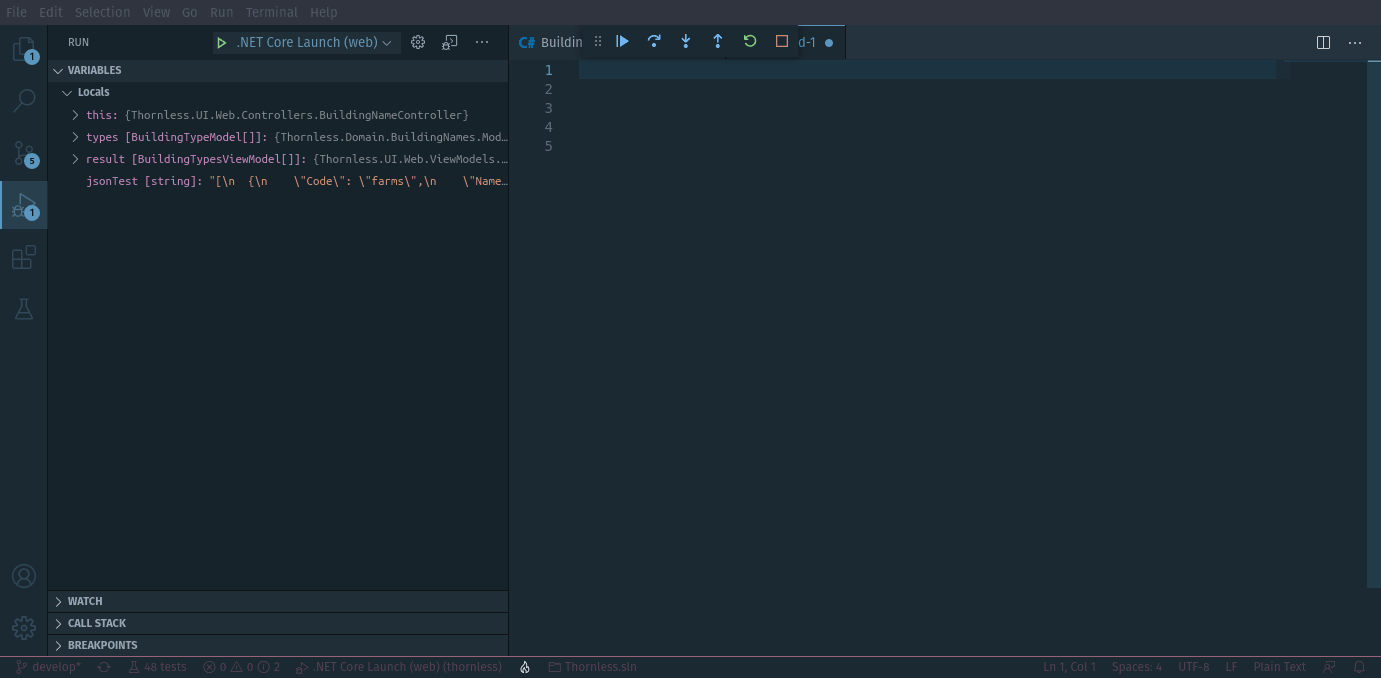 File Edit Selection View Go Run Terminal Help
RUN .NET Core Launch (web)
C# Buildin d-1
VARIABLES
Locals
this: {Thornless.UI.Web.Controllers.BuildingNameController}
types [BuildingTypeModel[]]: {Thornless.Domain.BuildingNames.Mod…
result [BuildingTypesViewModel[]]: {Thornless.UI.Web.ViewModels.…
jsonTest [string]: "[\n  {\n    \"Code\": \"farms\",\n    \"Name…
1
5
1
1
2
3
4
5
WATCH
CALL STACK
BREAKPOINTS
develop* 48 tests 0 0 2 .NET Core Launch (web) (thornless) Thornless.sln Ln 1, Col 1 Spaces: 4 UTF-8 LF Plain Text